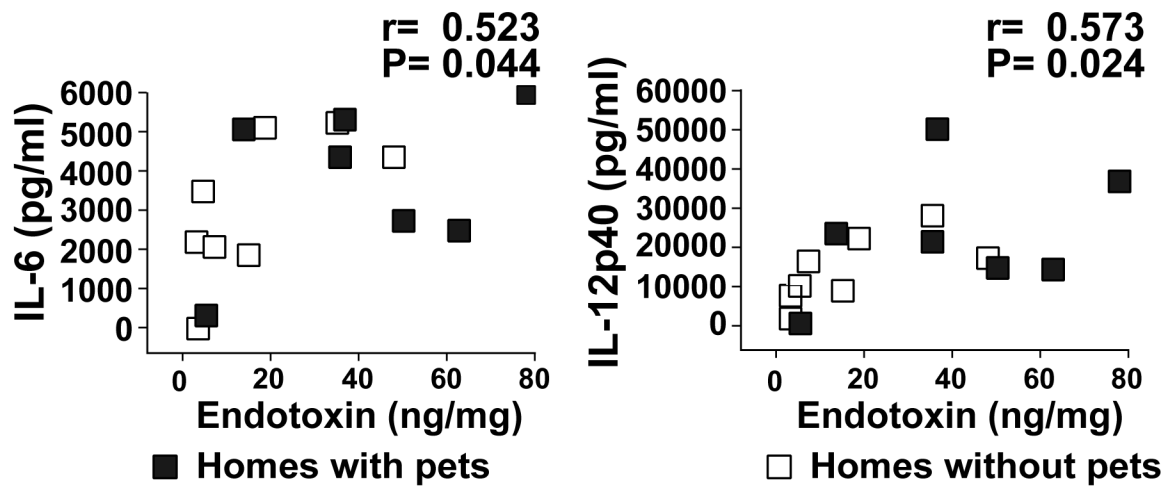 r= 0.523
P= 0.044
IL-6 (pg/ml)
6000
5000
4000
3000
2000
1000
0
0 20 40 60 80
Endotoxin (ng/mg)
r= 0.573
P= 0.024
IL-12p40 (pg/ml)
60000
50000
40000
30000
20000
10000
0
0 20 40 60 80
Endotoxin (ng/mg)
Homes with pets
Homes without pets